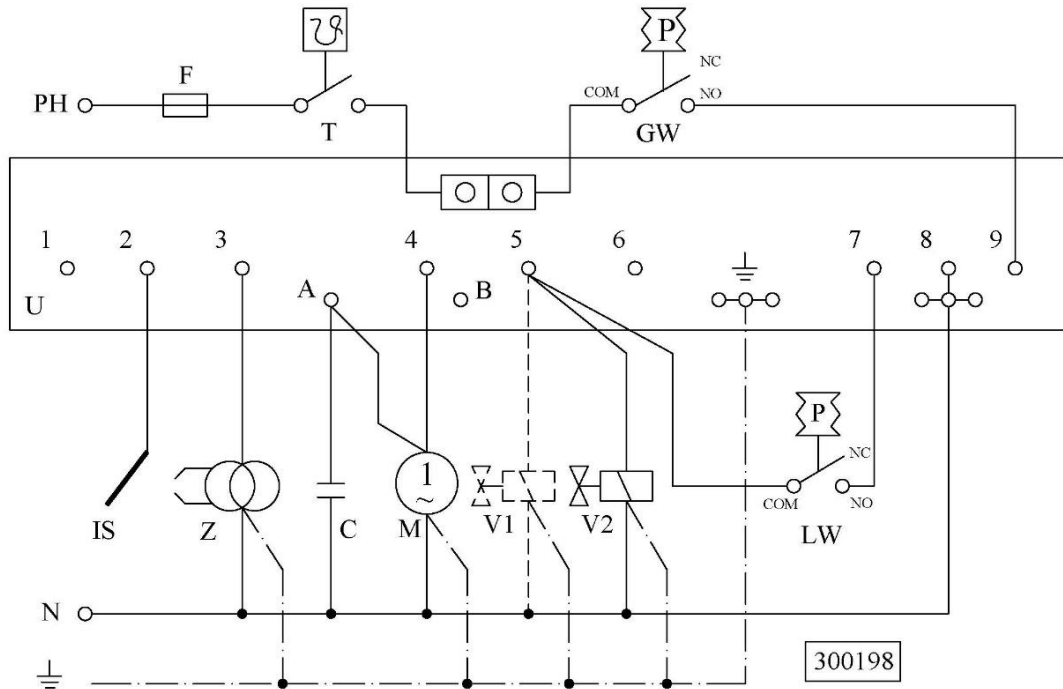 ϑ P
NC
F
COM NO
PH
T GW
1 2 3 4 5 6 7 8 9
A B
U
P
1
~
NC
COM NO
IS Z C M V1 V2 LW
N
300198